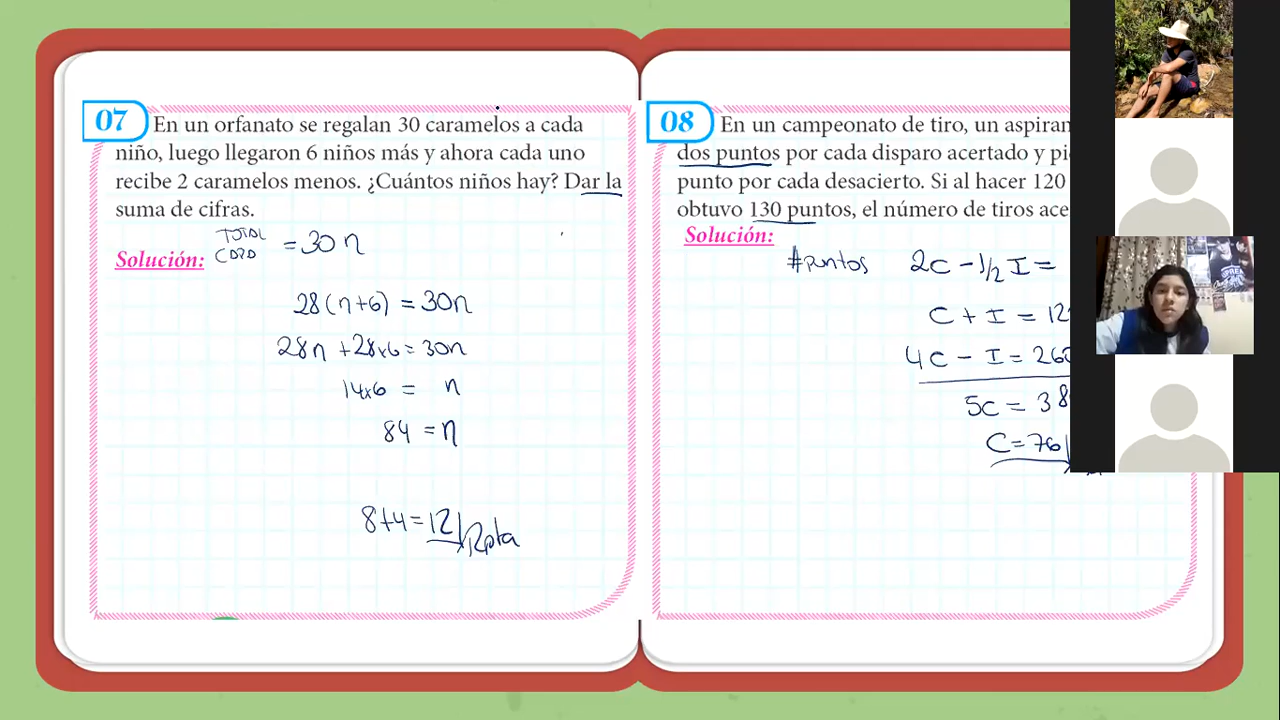 07
En un orfanato se regalan 30 caramelos a cada
niño, luego llegaron 6 niños más y ahora cada uno
recibe 2 caramelos menos. ¿Cuántos niños hay? Dar la
suma de cifras.
TOTAL
= 30 n
Solución:
28(n+6) = 30n
28n + 28x6 = 30n
14x6 = n
84 = n
8+4 = 12 Rpta
08
En un campeonato de tiro, un aspiran
dos puntos por cada disparo acertado y pi
punto por cada desacierto. Si al hacer 120
obtuvo 130 puntos, el número de tiros ace
Solución:
#puntos 2C - 1/2 I =
C + I = 12
4C - I = 260
5C = 38
C = 76